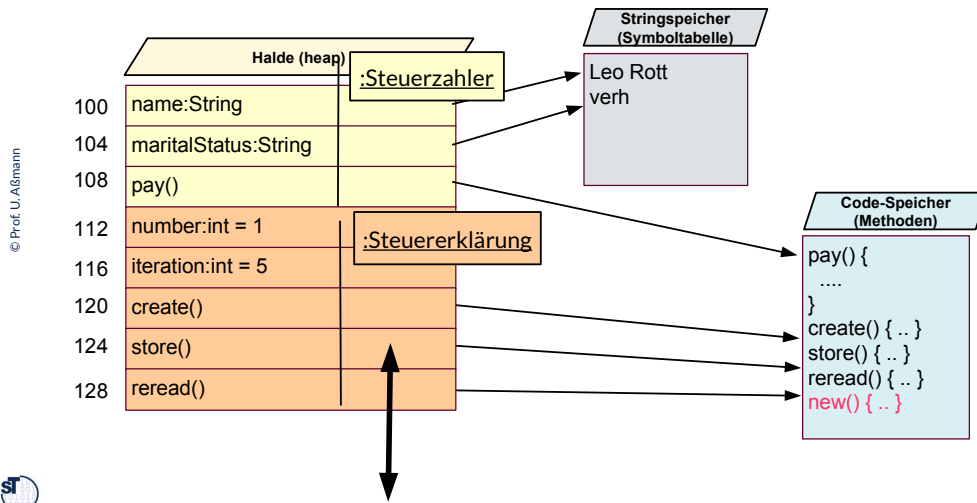 Stringspeicher
(Symboltabelle)
Halde (heap)
:Steuerzahler
Leo Rott
verh
100 name:String
104 maritalStatus:String
108 pay()
112 number:int = 1
:Steuererklärung
116 iteration:int = 5
120 create()
124 store()
128 reread()
Code-Speicher
(Methoden)
pay() {
....
}
create() { .. }
store() { .. }
reread() { .. }
new() { .. }
© Prof. U. Aßmann
ST